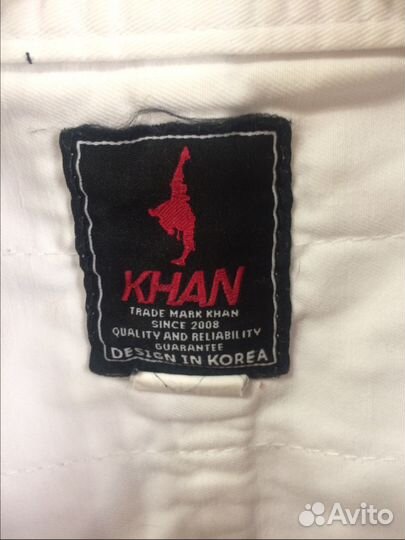 KHAN
TRADE MARK KHAN
SINCE 2008
QUALITY AND RELIABILITY
GUARANTEE
DESIGN IN KOREA
Avito